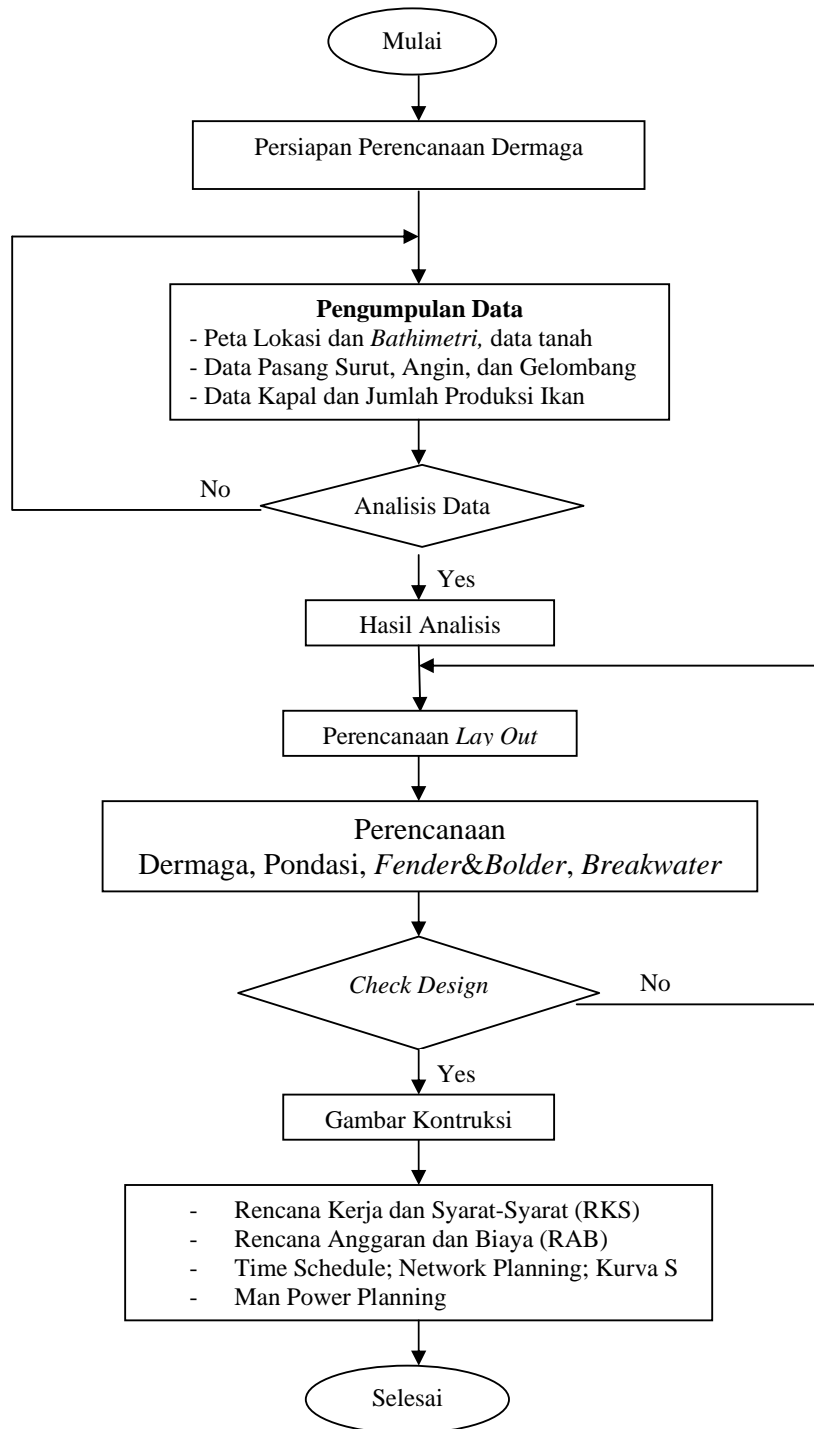 Mulai
Persiapan Perencanaan Dermaga
Pengumpulan Data
- Peta Lokasi dan Bathimetri, data tanah
- Data Pasang Surut, Angin, dan Gelombang
- Data Kapal dan Jumlah Produksi Ikan
No
Analisis Data
Yes
Hasil Analisis
Perencanaan Lay Out
Perencanaan
Dermaga, Pondasi, Fender&Bolder, Breakwater
Check Design
No
Yes
Gambar Kontruksi
- Rencana Kerja dan Syarat-Syarat (RKS)
- Rencana Anggaran dan Biaya (RAB)
- Time Schedule; Network Planning; Kurva S
- Man Power Planning
Selesai